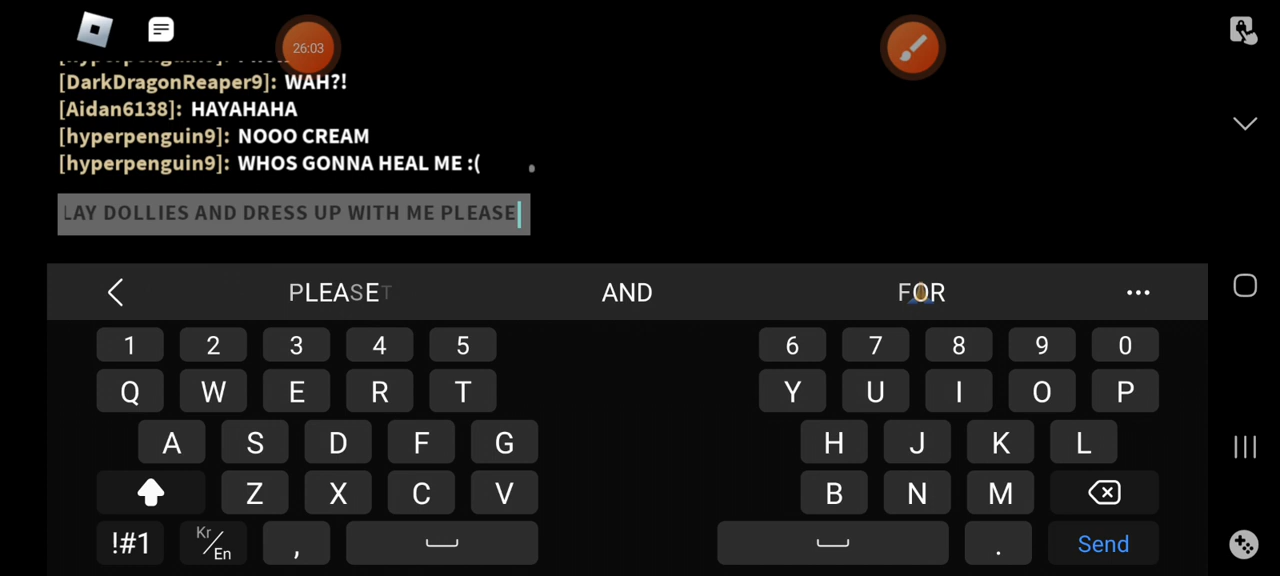 26:03
[DarkDragonReaper9]: WAH?!
[Aidan6138]: HAYAHAHA
[hyperpenguin9]: NOOO CREAM
[hyperpenguin9]: WHOS GONNA HEAL ME :(
LAY DOLLIES AND DRESS UP WITH ME PLEASE
PLEASE AND FOR
1 2 3 4 5 6 7 8 9 0
Q W E R T Y U I O P
A S D F G H J K L
Z X C V B N M
!#1 Kr/En , . Send